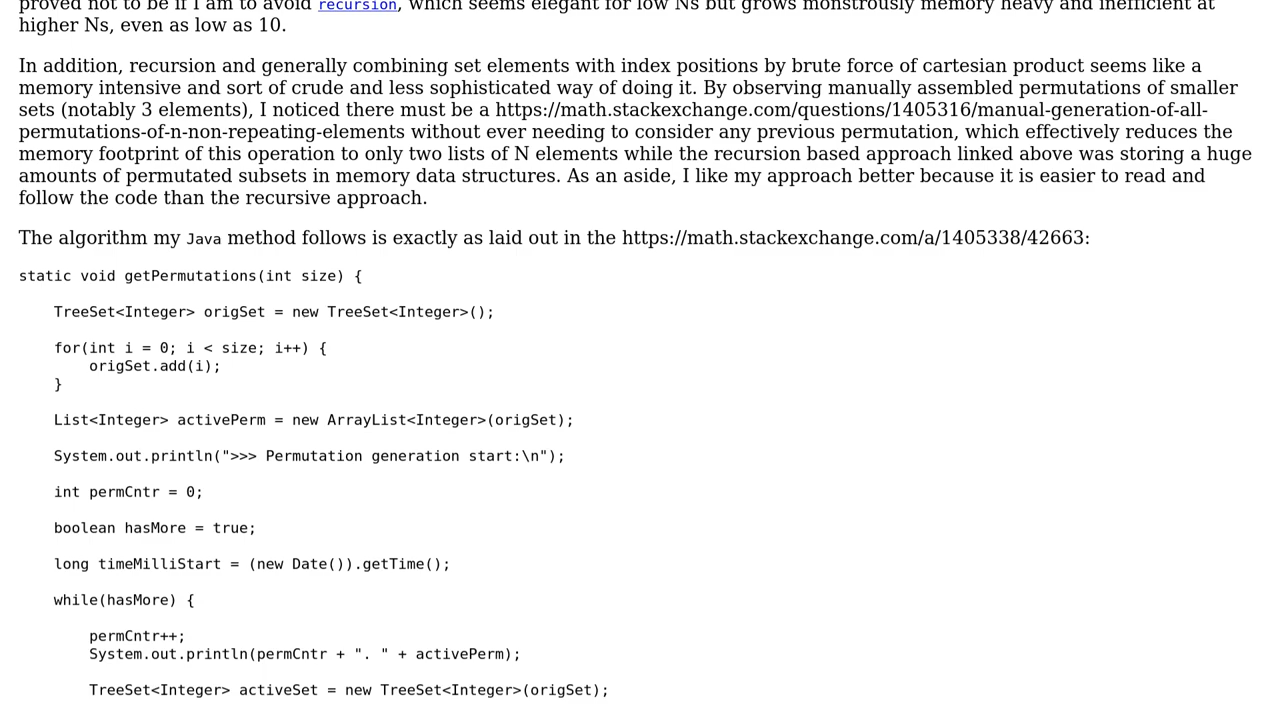 proved not to be if I am to avoid recursion, which seems elegant for low Ns but grows monstrously memory heavy and inefficient at
higher Ns, even as low as 10.
In addition, recursion and generally combining set elements with index positions by brute force of cartesian product seems like a
memory intensive and sort of crude and less sophisticated way of doing it. By observing manually assembled permutations of smaller
sets (notably 3 elements), I noticed there must be a https://math.stackexchange.com/questions/1405316/manual-generation-of-all-
permutations-of-n-non-repeating-elements without ever needing to consider any previous permutation, which effectively reduces the
memory footprint of this operation to only two lists of N elements while the recursion based approach linked above was storing a huge
amounts of permutated subsets in memory data structures. As an aside, I like my approach better because it is easier to read and
follow the code than the recursive approach.
The algorithm my Java method follows is exactly as laid out in the https://math.stackexchange.com/a/1405338/42663:
static void getPermutations(int size) {
    TreeSet<Integer> origSet = new TreeSet<Integer>();
    for(int i = 0; i < size; i++) {
        origSet.add(i);
    }
    List<Integer> activePerm = new ArrayList<Integer>(origSet);
    System.out.println(">>> Permutation generation start:\n");
    int permCntr = 0;
    boolean hasMore = true;
    long timeMilliStart = (new Date()).getTime();
    while(hasMore) {
        permCntr++;
        System.out.println(permCntr + ". " + activePerm);
        TreeSet<Integer> activeSet = new TreeSet<Integer>(origSet);